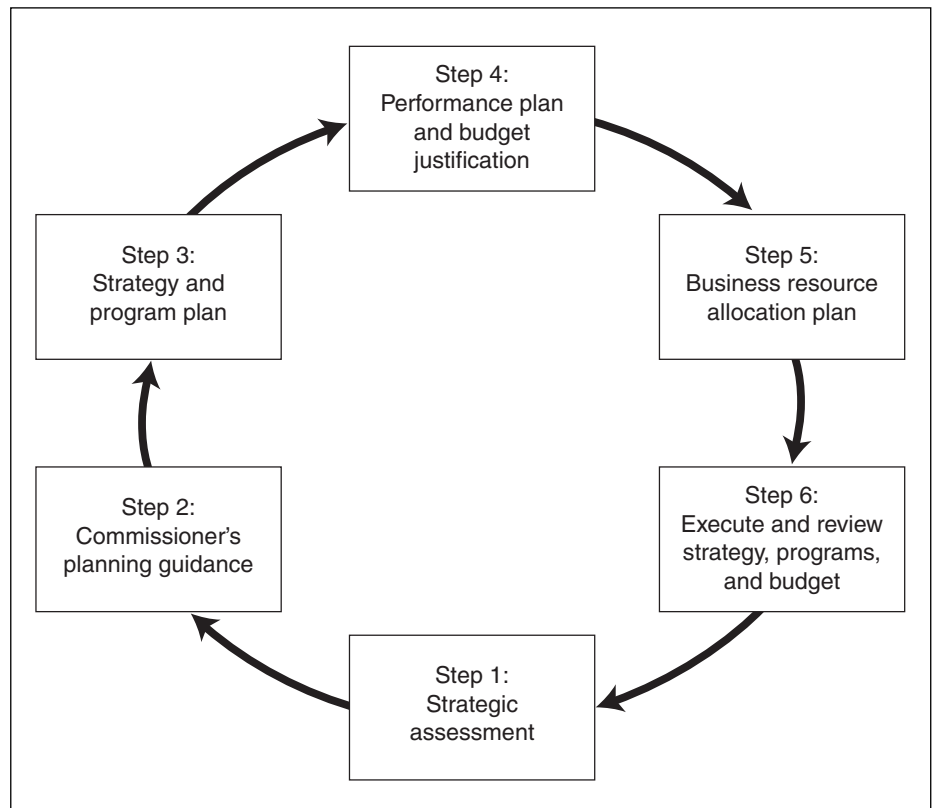 Step 4:
Performance plan
and budget
justification
Step 3:
Strategy and
program plan
Step 5:
Business resource
allocation plan
Step 2:
Commissioner's
planning guidance
Step 6:
Execute and review
strategy, programs,
and budget
Step 1:
Strategic
assessment